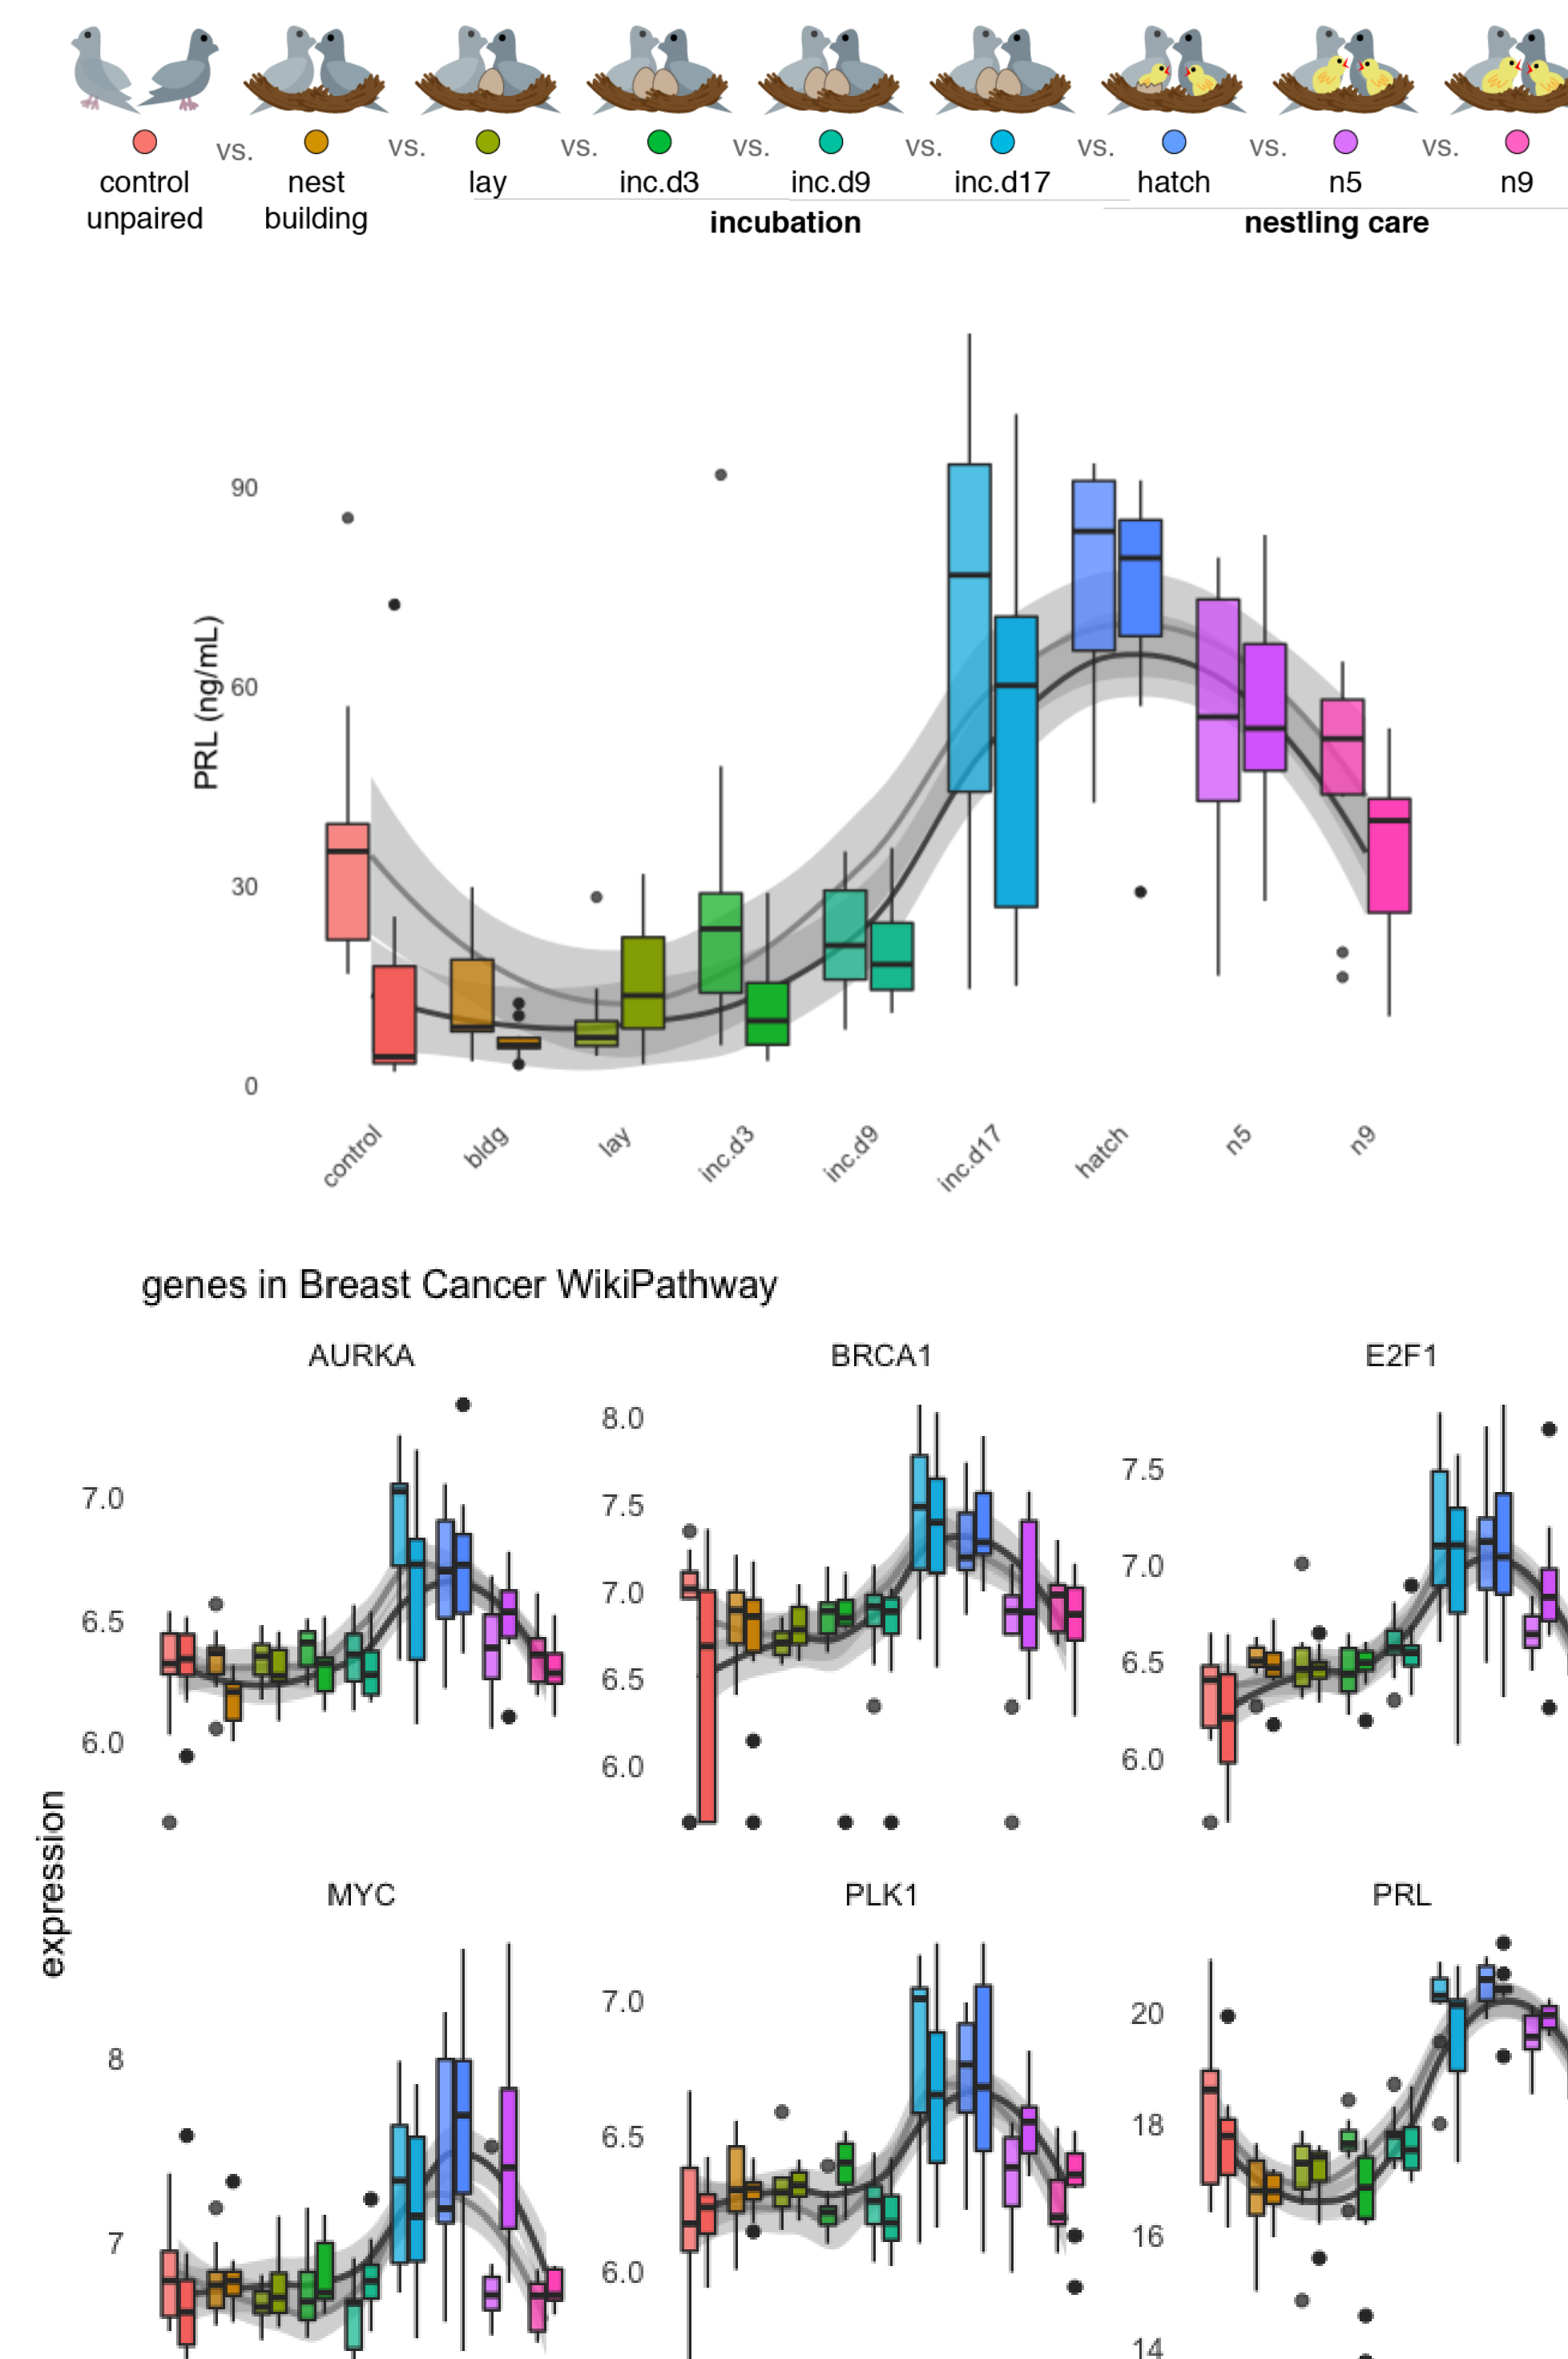 vs. vs. vs. vs. vs. vs. vs. vs.
control nest lay inc.d3 inc.d9 inc.d17 hatch n5 n9
unpaired building incubation nestling care
90
60
30
0
PRL (ng/mL)
control bldg lay inc.d3 inc.d9 inc.d17 hatch n5 n9
genes in Breast Cancer WikiPathway
expression
AURKA
7.0
6.5
6.0
BRCA1
8.0
7.5
7.0
6.5
6.0
E2F1
7.5
7.0
6.5
6.0
MYC
8
7
PLK1
7.0
6.5
6.0
PRL
20
18
16
14